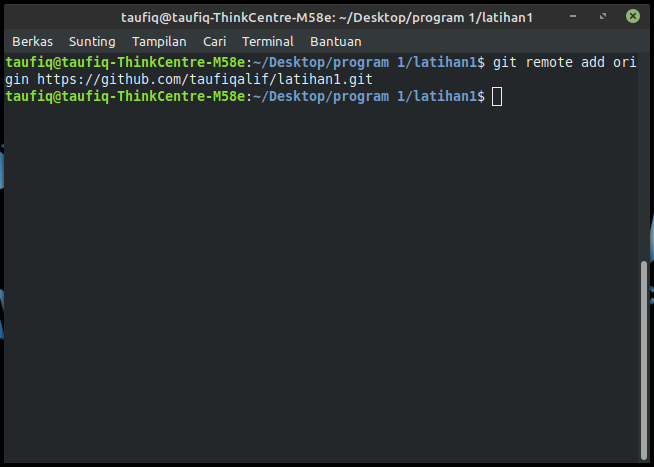 taufiq@taufiq-ThinkCentre-M58e: ~/Desktop/program 1/latihan1
Berkas Sunting Tampilan Cari Terminal Bantuan
taufiq@taufiq-ThinkCentre-M58e:~/Desktop/program 1/latihan1$ git remote add ori
gin https://github.com/taufiqalif/latihan1.git
taufiq@taufiq-ThinkCentre-M58e:~/Desktop/program 1/latihan1$